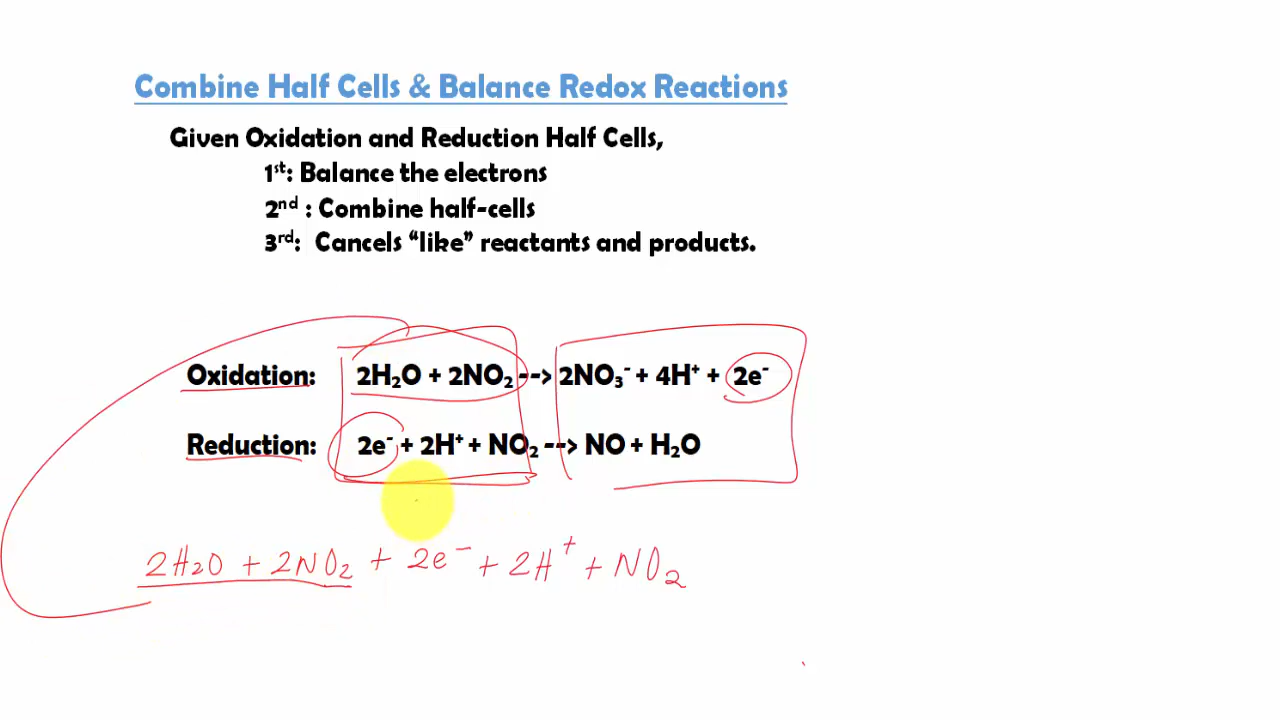 Combine Half Cells & Balance Redox Reactions
Given Oxidation and Reduction Half Cells,
1st: Balance the electrons
2nd : Combine half-cells
3rd: Cancels “like” reactants and products.
Oxidation: 2H₂O + 2NO₂ --> 2NO₃⁻ + 4H⁺ + 2e⁻
Reduction: 2e⁻ + 2H⁺ + NO₂ --> NO + H₂O
2H₂O + 2NO₂ + 2e⁻ + 2H⁺ + NO₂